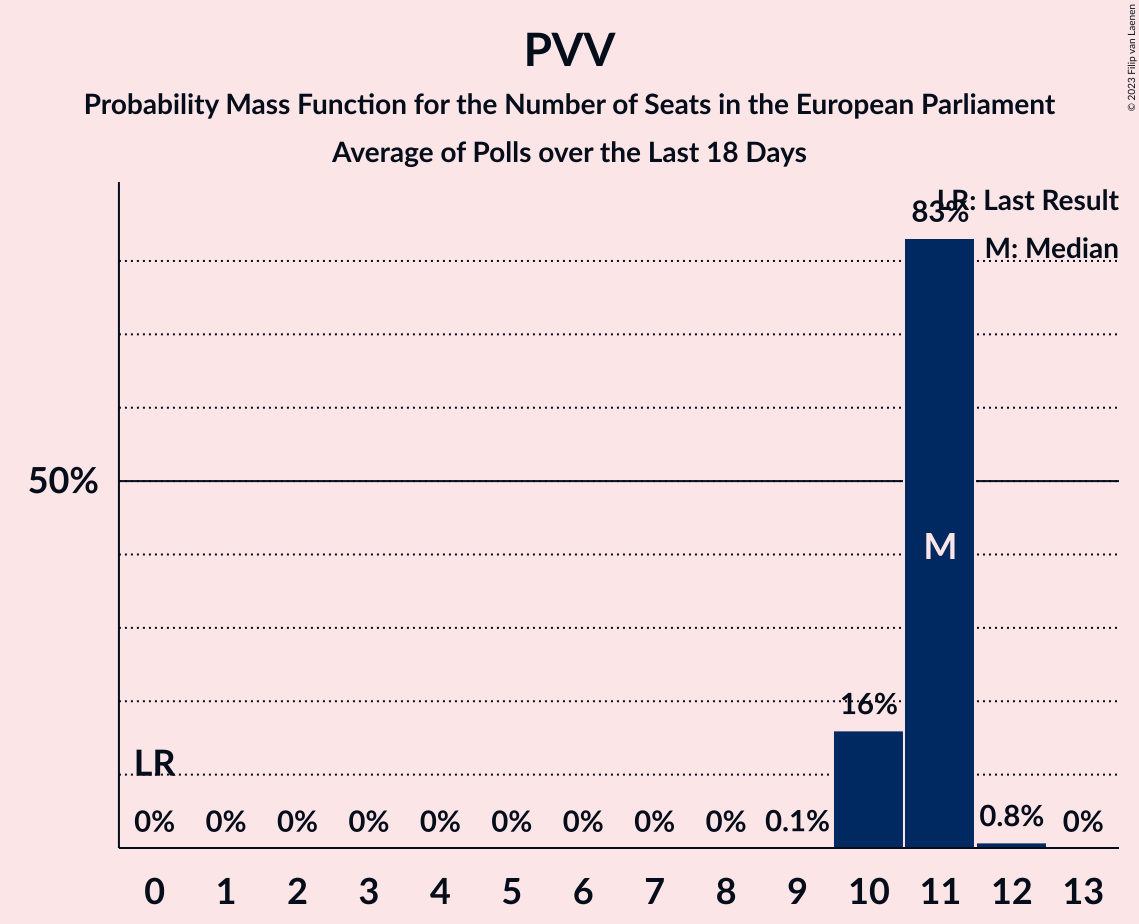 PVV
Probability Mass Function for the Number of Seats in the European Parliament
Average of Polls over the Last 18 Days
© 2023 Filip van Laenen
LR: Last Result
M: Median
83%
50%
M
16%
LR
0% 0% 0% 0% 0% 0% 0% 0% 0% 0.1% 0.8% 0%
0 1 2 3 4 5 6 7 8 9 10 11 12 13